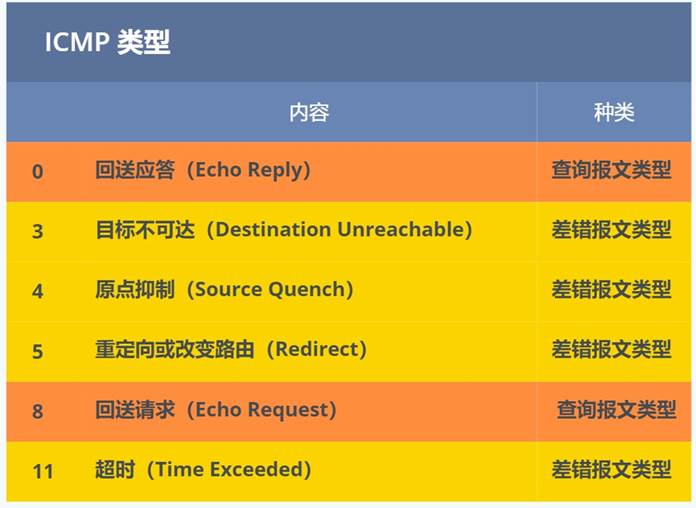 ICMP 类型
内容 种类
0 回送应答（Echo Reply） 查询报文类型
3 目标不可达（Destination Unreachable） 差错报文类型
4 原点抑制（Source Quench） 差错报文类型
5 重定向或改变路由（Redirect） 差错报文类型
8 回送请求（Echo Request） 查询报文类型
11 超时（Time Exceeded） 差错报文类型